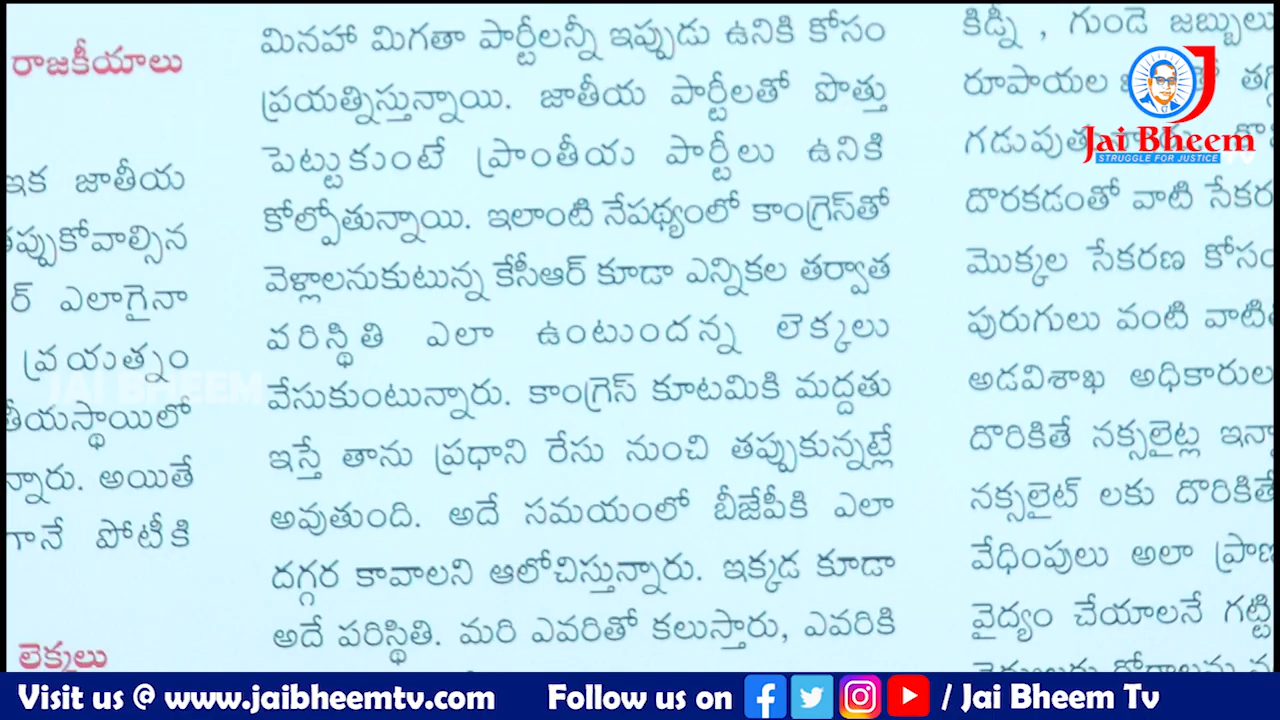 రాజకీయాలు
ఇక జాతీయ
తప్పుకోవాల్సిన
ర్ ఎలాగైనా
ప్రయత్నం
తీయస్థాయిలో
న్నారు. అయితే
గానే పోటీకి
లెక్కలు
మినహా మిగతా పార్టీలన్నీ ఇప్పుడు ఉనికి కోసం
ప్రయత్నిస్తున్నాయి. జాతీయ పార్టీలతో పొత్తు
పెట్టుకుంటే ప్రాంతీయ పార్టీలు ఉనికి
కోల్పోతున్నాయి. ఇలాంటి నేపథ్యంలో కాంగ్రెస్‌తో
వెళ్లాలనుకుటున్న కేసీఆర్ కూడా ఎన్నికల తర్వాత
పరిస్థితి ఎలా ఉంటుందన్న లెక్కలు
వేసుకుంటున్నారు. కాంగ్రెస్ కూటమికి మద్దతు
ఇస్తే తాను ప్రధాని రేసు నుంచి తప్పుకున్నట్లే
అవుతుంది. అదే సమయంలో బీజేపీకి ఎలా
దగ్గర కావాలని ఆలోచిస్తున్నారు. ఇక్కడ కూడా
అదే పరిస్థితి. మరి ఎవరితో కలుస్తారు, ఎవరికి
కిడ్నీ , గుండె జబ్బులు
రూపాయల
దొరకడంతో వాటి సేకర
మొక్కల సేకరణ కోసం
పురుగులు వంటి వాటి
అడవిశాఖ అధికారుల
దొరికితే నక్సలైట్ల ఇన్
నక్సలైట్ లకు దొరికితే
వేధింపులు అలా ప్రాణ
వైద్యం చేయాలనే గట్టి
Jai Bheem
STRUGGLE FOR JUSTICE TV
JAI BHEEM
Visit us @ www.jaibheemtv.com Follow us on / Jai Bheem Tv